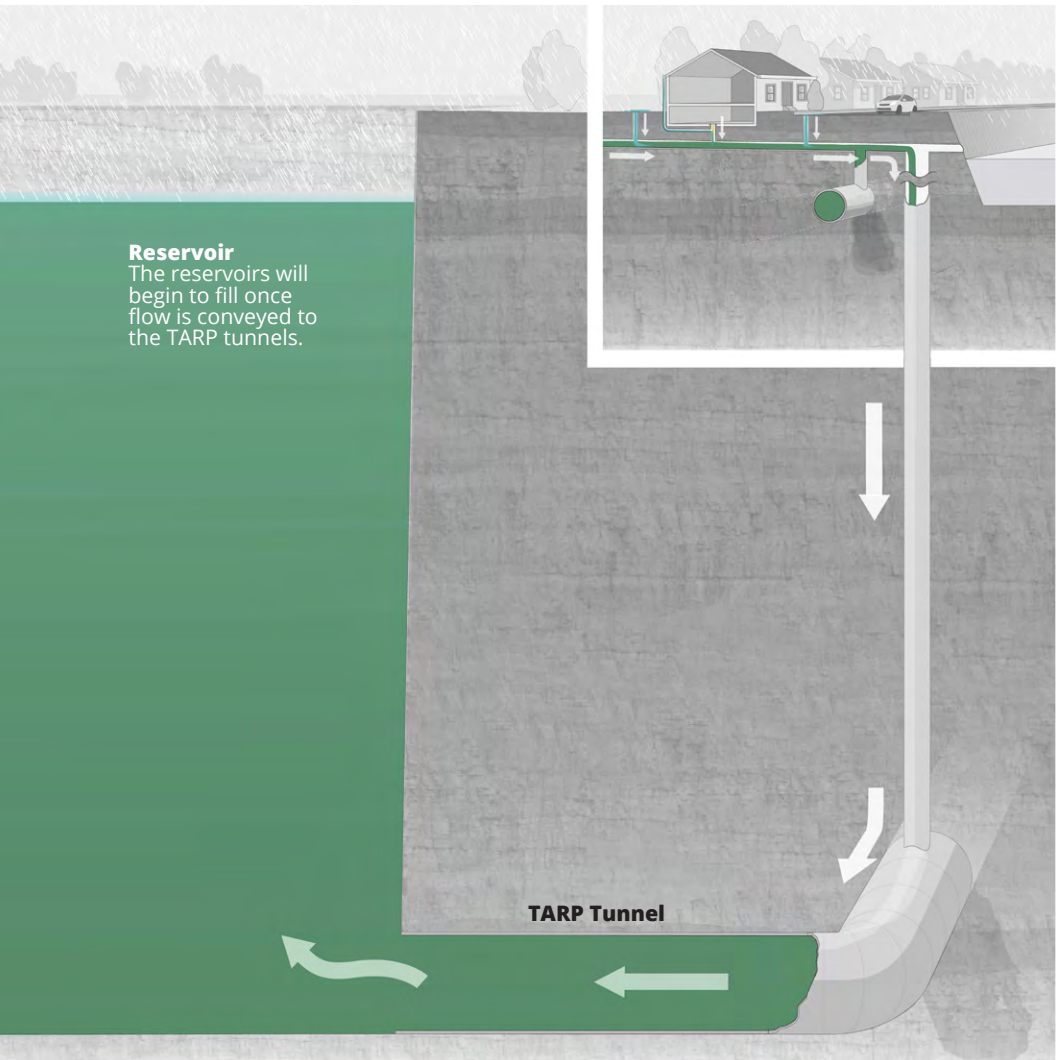 Reservoir
The reservoirs will
begin to fill once
flow is conveyed to
the TARP tunnels.
TARP Tunnel